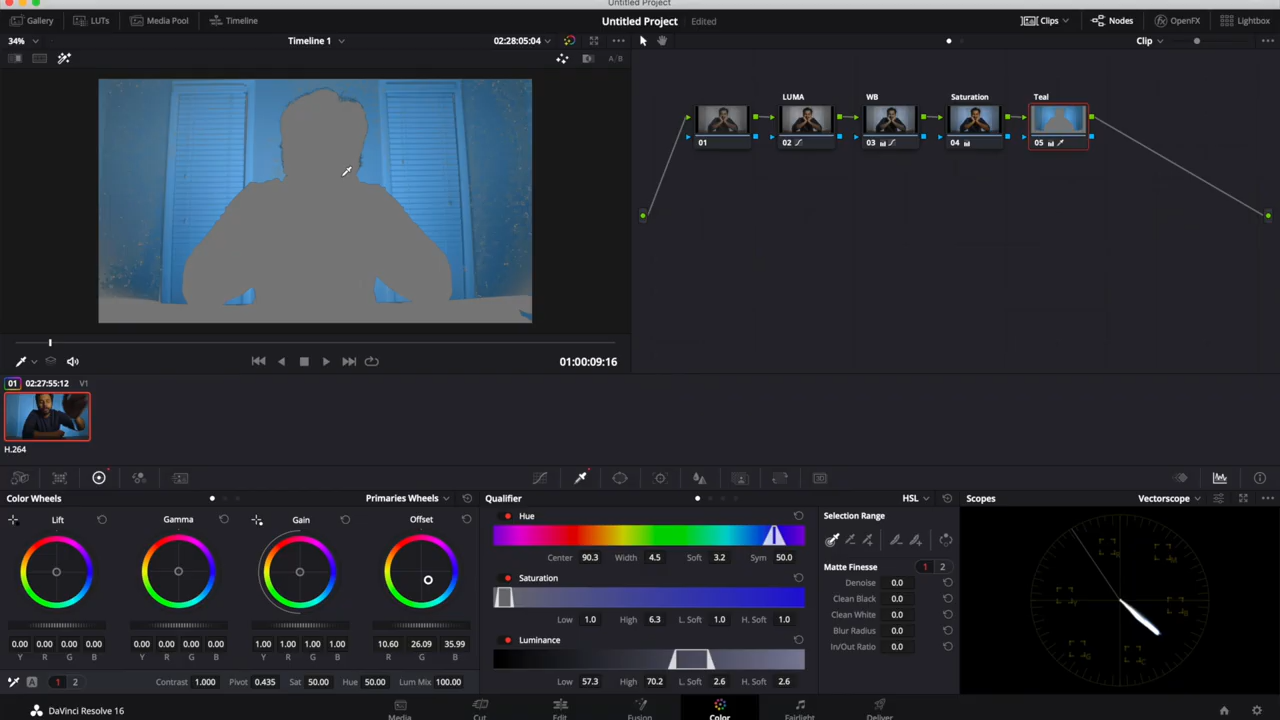 Untitled Project
Gallery LUTs Media Pool Timeline Untitled Project Edited Clips Nodes OpenFX Lightbox
34% Timeline 1 02:28:05:04 Clip
A/B
LUMA WB Saturation Teal
01 02 03 04 05
01:00:09:16
01 02:27:55:12 V1
H.264
Color Wheels Primaries Wheels Qualifier HSL Scopes Vectorscope
Lift Gamma Gain Offset
0.00 0.00 0.00 0.00 0.00 0.00 0.00 0.00 1.00 1.00 1.00 1.00 10.60 26.09 35.99
Y R G B Y R G B Y R G B R G B
A 1 2 Contrast 1.000 Pivot 0.435 Sat 50.00 Hue 50.00 Lum Mix 100.00
Hue
Center 90.3 Width 4.5 Soft 3.2 Sym 50.0
Saturation
Low 1.0 High 6.3 L. Soft 1.0 H. Soft 1.0
Luminance
Low 57.3 High 70.2 L. Soft 2.6 H. Soft 2.6
Selection Range
Matte Finesse 1 2
Denoise 0.0
Clean Black 0.0
Clean White 0.0
Blur Radius 0.0
In/Out Ratio 0.0
DaVinci Resolve 16 Media Cut Edit Fusion Color Fairlight Deliver